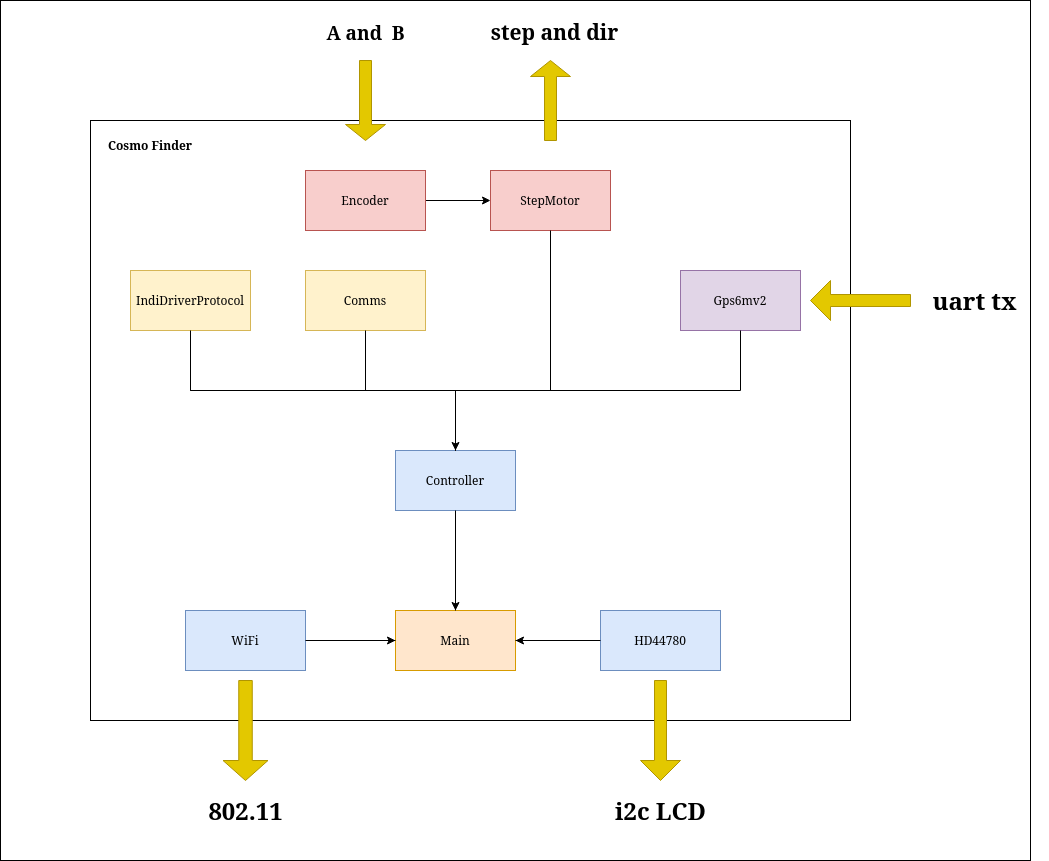 A and B
step and dir
Cosmo Finder
Encoder
StepMotor
IndiDriverProtocol
Comms
Gps6mv2
uart tx
Controller
WiFi
Main
HD44780
802.11
i2c LCD